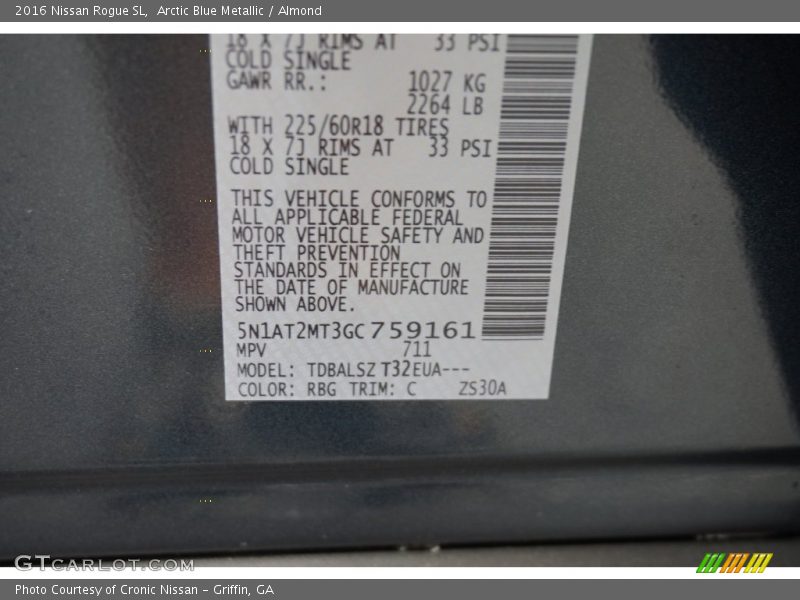 2016 Nissan Rogue SL,  Arctic Blue Metallic / Almond
18 X 7J RIMS AT 33 PSI
COLD SINGLE
GAWR RR.: 1027 KG
2264 LB
WITH 225/60R18 TIRES
18 X 7J RIMS AT 33 PSI
COLD SINGLE
THIS VEHICLE CONFORMS TO
ALL APPLICABLE FEDERAL
MOTOR VEHICLE SAFETY AND
THEFT PREVENTION
STANDARDS IN EFFECT ON
THE DATE OF MANUFACTURE
SHOWN ABOVE.
5N1AT2MT3GC759161
MPV 711
MODEL: TDBALSZ T32EUA---
COLOR: RBG TRIM: C ZS30A
GTCARLOT.COM
Photo Courtesy of Cronic Nissan - Griffin, GA